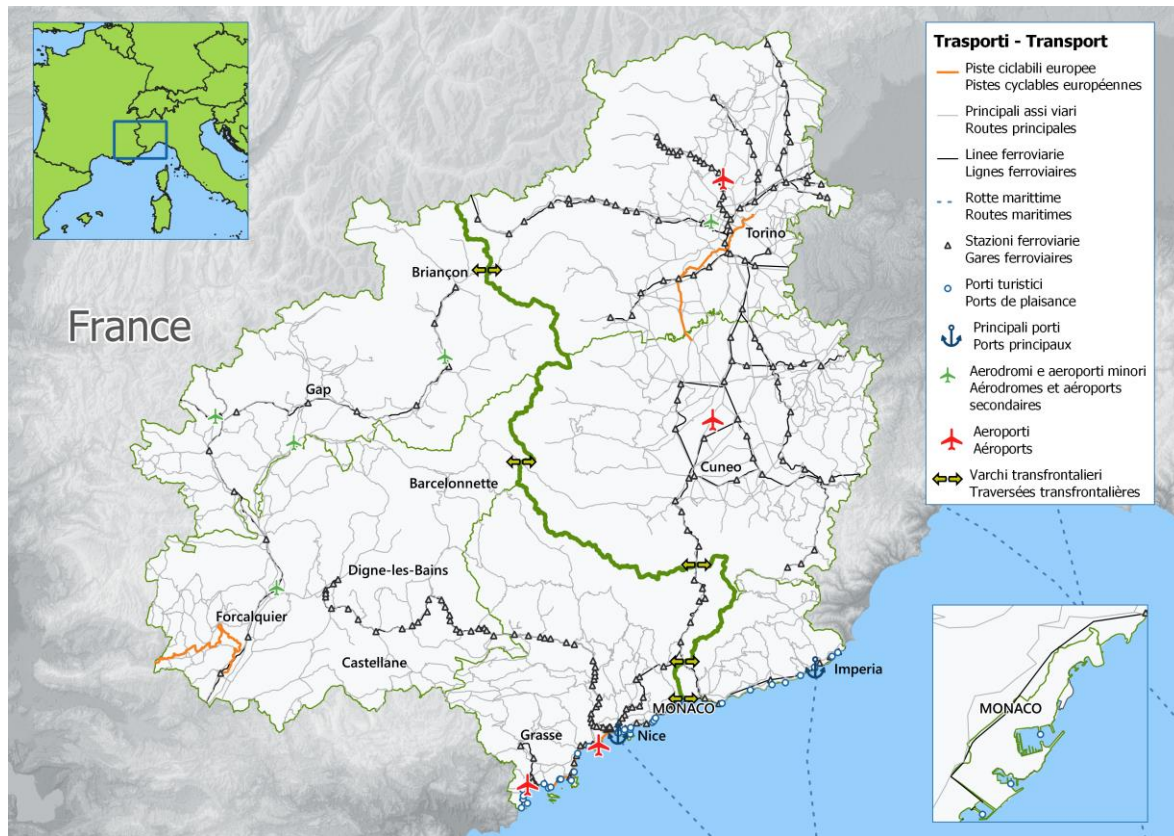 Trasporti - Transport
Piste ciclabili europee
Pistes cyclables européennes
Principali assi viari
Routes principales
Linee ferroviarie
Lignes ferroviaires
Rotte marittime
Routes maritimes
Stazioni ferroviarie
Gares ferroviaires
Porti turistici
Ports de plaisance
Principali porti
Ports principaux
Aerodromi e aeroporti minori
Aérodromes et aéroports
secondaires
Aeroporti
Aéroports
Varchi transfrontalieri
Traversées transfrontalières
Torino
Briançon
France
Gap
Cuneo
Barcelonnette
Digne-les-Bains
Forcalquier
Castellane
Imperia
MONACO
Grasse
Nice
MONACO